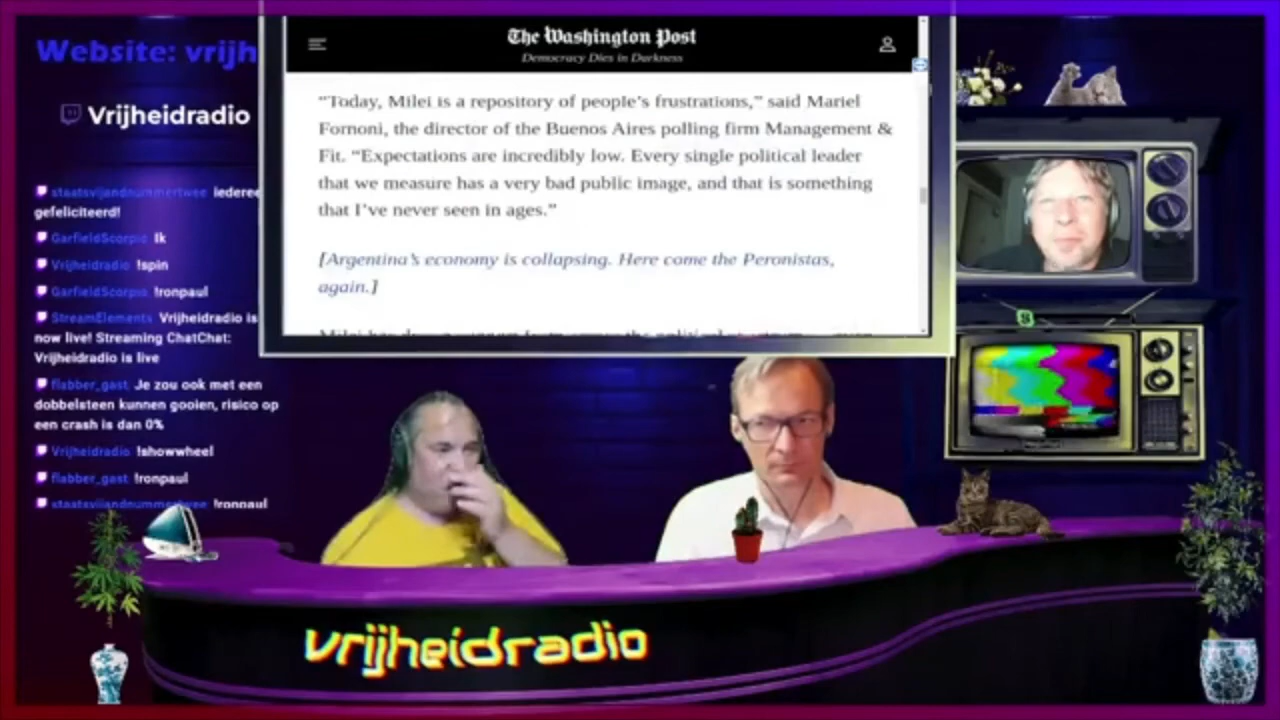 Website: vrijh
Vrijheidradio
staatsvijandnummertwee iedere
gefeliciteerd!
GarfieldScorpio Ik
Vrijheidradio !spin
GarfieldScorpio !ronpaul
StreamElements Vrijheidradio is
now live! Streaming ChatChat:
Vrijheidradio is live
flabber_gast Je zou ook met een
dobbelsteen kunnen gooien, risico op
een crash is dan 0%
Vrijheidradio !showwheel
flabber_gast !ronpaul
staatsvijandnummertwee !ronpaul
The Washington Post
Democracy Dies in Darkness
“Today, Milei is a repository of people’s frustrations,” said Mariel
Fornoni, the director of the Buenos Aires polling firm Management &
Fit. “Expectations are incredibly low. Every single political leader
that we measure has a very bad public image, and that is something
that I’ve never seen in ages.”
[Argentina’s economy is collapsing. Here come the Peronistas,
again.]
vrijheidradio